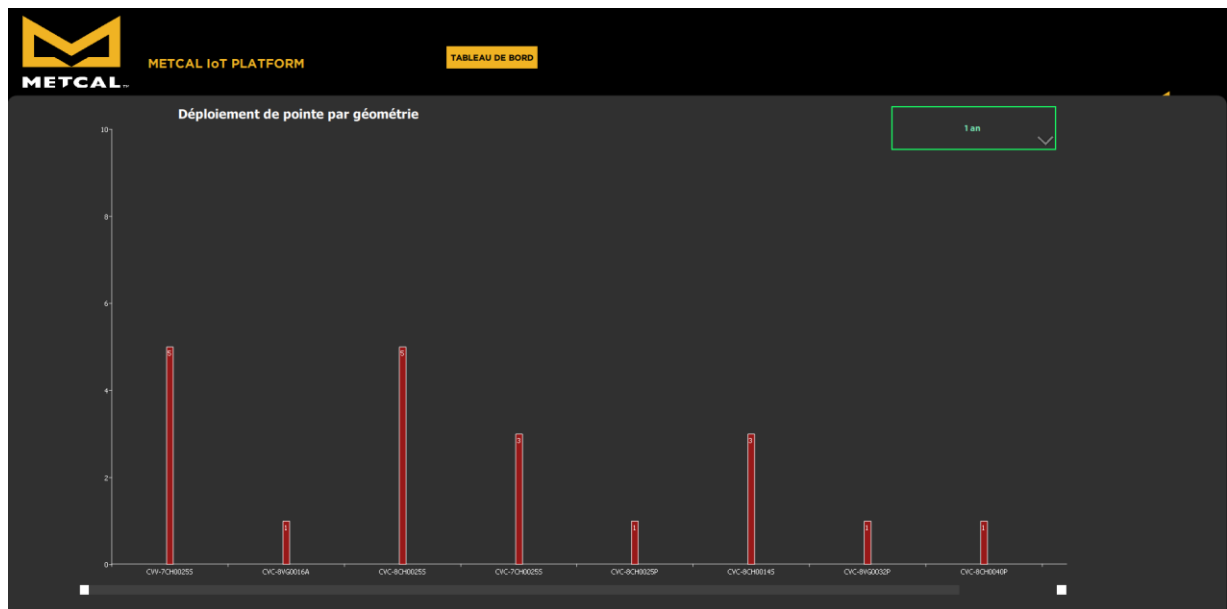 METCAL™
METCAL IoT PLATFORM
TABLEAU DE BORD
Déploiement de pointe par géométrie
1 an
10
8
6
4
2
0
5
1
5
3
1
3
1
1
CVV-7CH0025S
CVC-8VG0016A
CVC-8CH0025S
CVC-7CH0025S
CVC-8CH0025P
CVC-8CH0014S
CVC-8VG0032P
CVC-8CH0040P